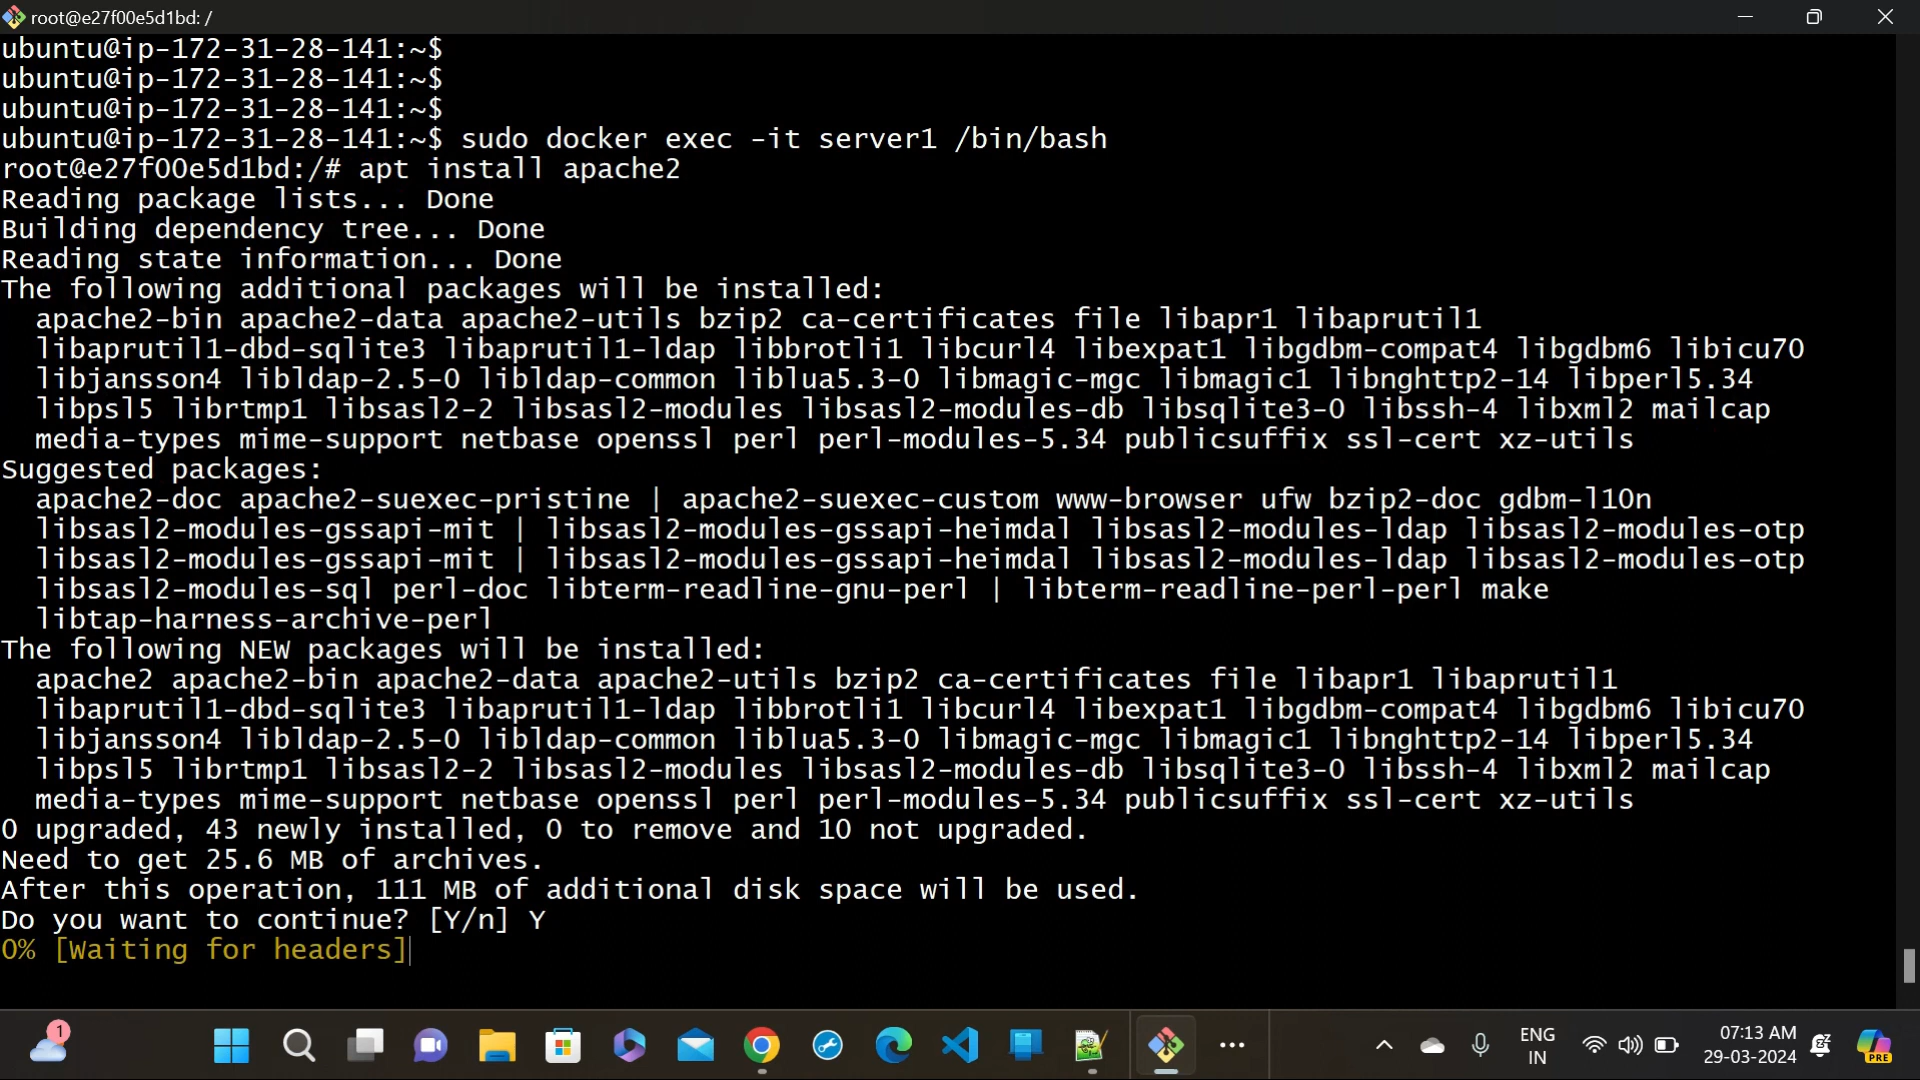 root@e27f00e5d1bd: /
ubuntu@ip-172-31-28-141:~$
ubuntu@ip-172-31-28-141:~$
ubuntu@ip-172-31-28-141:~$
ubuntu@ip-172-31-28-141:~$ sudo docker exec -it server1 /bin/bash
root@e27f00e5d1bd:/# apt install apache2
Reading package lists... Done
Building dependency tree... Done
Reading state information... Done
The following additional packages will be installed:
apache2-bin apache2-data apache2-utils bzip2 ca-certificates file libapr1 libaprutil1
libaprutil1-dbd-sqlite3 libaprutil1-ldap libbrotli1 libcurl4 libexpat1 libgdbm-compat4 libgdbm6 libicu70
libjansson4 libldap-2.5-0 libldap-common liblua5.3-0 libmagic-mgc libmagic1 libnghttp2-14 libperl5.34
libpsl5 librtmp1 libsasl2-2 libsasl2-modules libsasl2-modules-db libsqlite3-0 libssh-4 libxml2 mailcap
media-types mime-support netbase openssl perl perl-modules-5.34 publicsuffix ssl-cert xz-utils
Suggested packages:
apache2-doc apache2-suexec-pristine | apache2-suexec-custom www-browser ufw bzip2-doc gdbm-l10n
libsasl2-modules-gssapi-mit | libsasl2-modules-gssapi-heimdal libsasl2-modules-ldap libsasl2-modules-otp
libsasl2-modules-gssapi-mit | libsasl2-modules-gssapi-heimdal libsasl2-modules-ldap libsasl2-modules-otp
libsasl2-modules-sql perl-doc libterm-readline-gnu-perl | libterm-readline-perl-perl make
libtap-harness-archive-perl
The following NEW packages will be installed:
apache2 apache2-bin apache2-data apache2-utils bzip2 ca-certificates file libapr1 libaprutil1
libaprutil1-dbd-sqlite3 libaprutil1-ldap libbrotli1 libcurl4 libexpat1 libgdbm-compat4 libgdbm6 libicu70
libjansson4 libldap-2.5-0 libldap-common liblua5.3-0 libmagic-mgc libmagic1 libnghttp2-14 libperl5.34
libpsl5 librtmp1 libsasl2-2 libsasl2-modules libsasl2-modules-db libsqlite3-0 libssh-4 libxml2 mailcap
media-types mime-support netbase openssl perl perl-modules-5.34 publicsuffix ssl-cert xz-utils
0 upgraded, 43 newly installed, 0 to remove and 10 not upgraded.
Need to get 25.6 MB of archives.
After this operation, 111 MB of additional disk space will be used.
Do you want to continue? [Y/n] Y
0% [Waiting for headers]
1
ENG
IN
07:13 AM
29-03-2024
PRE